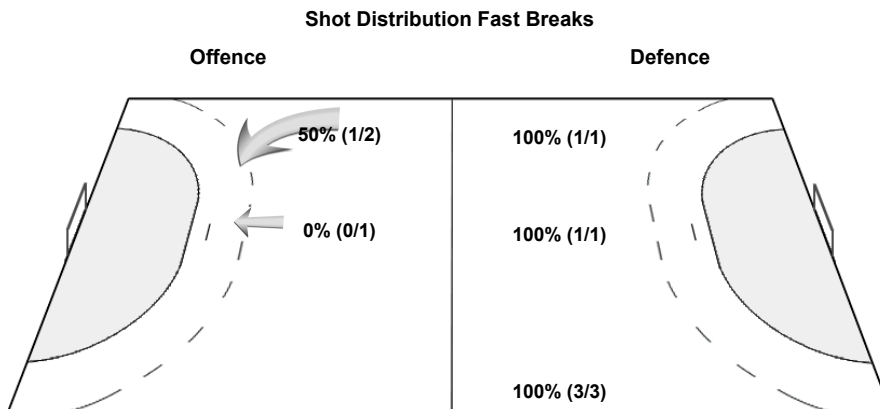 Shot Distribution Fast Breaks
Offence Defence
50% (1/2) 100% (1/1)
0% (0/1) 100% (1/1)
100% (3/3)